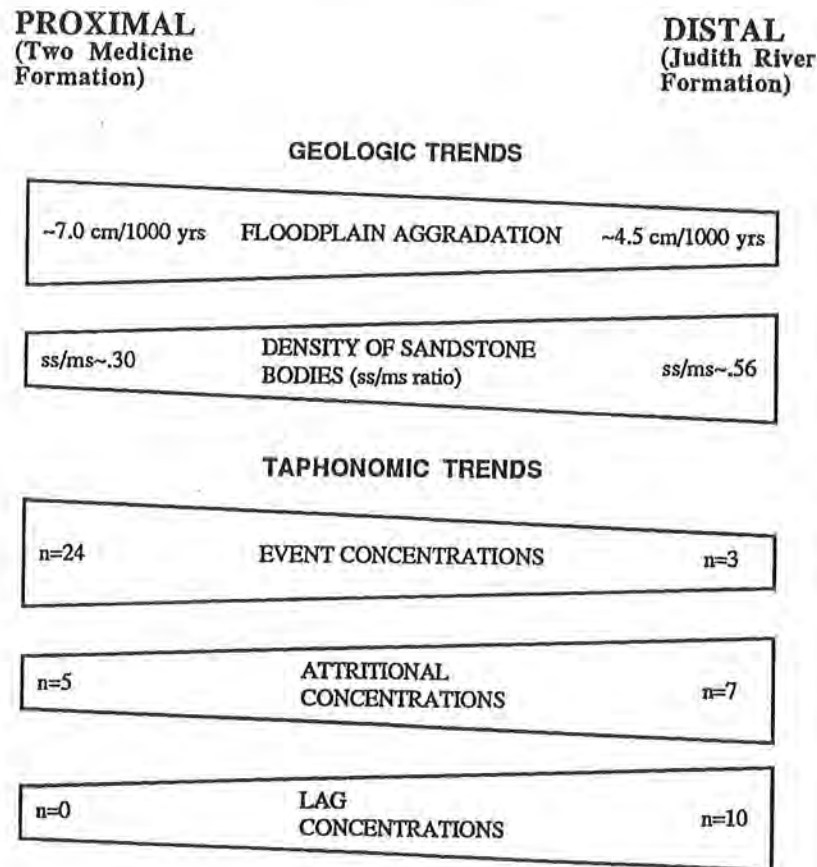 PROXIMAL
(Two Medicine
Formation)
DISTAL
(Judith River
Formation)
GEOLOGIC TRENDS
~7.0 cm/1000 yrs FLOODPLAIN AGGRADATION ~4.5 cm/1000 yrs
ss/ms~.30
DENSITY OF SANDSTONE
BODIES (ss/ms ratio)
ss/ms~.56
TAPHONOMIC TRENDS
n=24 EVENT CONCENTRATIONS n=3
n=5
ATTRITIONAL
CONCENTRATIONS
n=7
n=0
LAG
CONCENTRATIONS
n=10